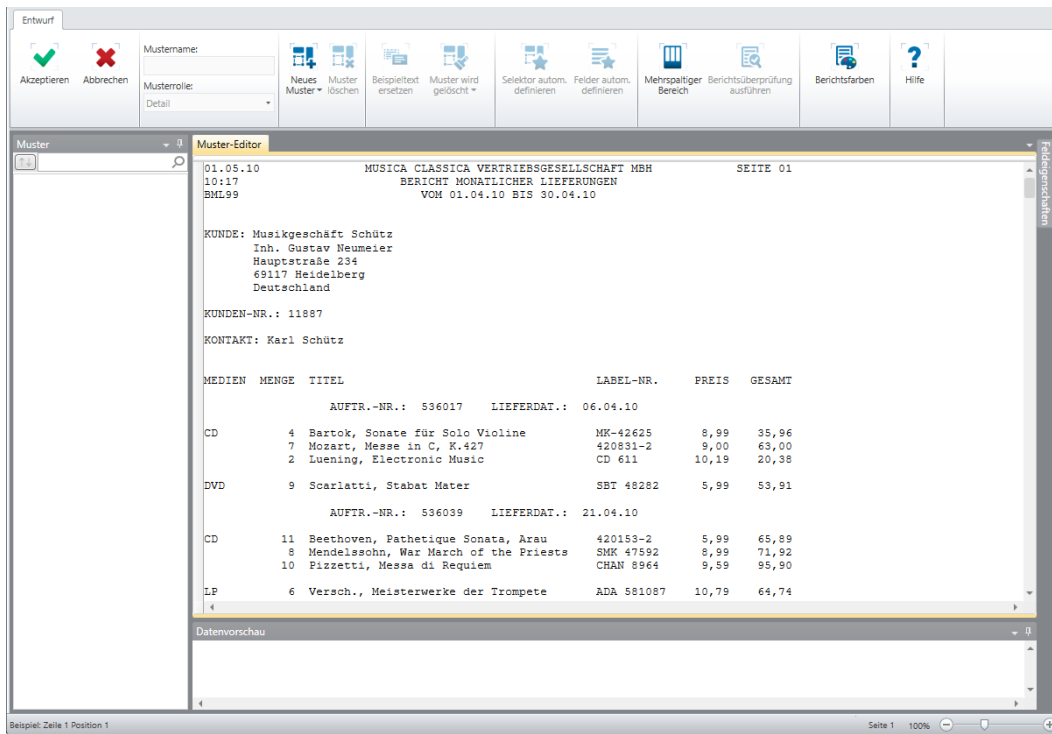 Entwurf
Akzeptieren
Abbrechen
Mustername:
Musterrolle:
Detail
Neues Muster
Muster löschen
Beispieltext ersetzen
Muster wird gelöscht
Selektor autom. definieren
Felder autom. definieren
Mehrspaltiger Bereich
Berichtsüberprüfung ausführen
Berichtsfarben
Hilfe
Muster
Muster-Editor
Feldeigenschaften
01.05.10 MUSICA CLASSICA VERTRIEBSGESELLSCHAFT MBH SEITE 01
10:17 BERICHT MONATLICHER LIEFERUNGEN
BML99 VOM 01.04.10 BIS 30.04.10
KUNDE: Musikgeschäft Schütz
Inh. Gustav Neumeier
Hauptstraße 234
69117 Heidelberg
Deutschland
KUNDEN-NR.: 11887
KONTAKT: Karl Schütz
MEDIEN MENGE TITEL LABEL-NR. PREIS GESAMT
AUFTR.-NR.: 536017 LIEFERDAT.: 06.04.10
CD 4 Bartok, Sonate für Solo Violine MK-42625 8,99 35,96
7 Mozart, Messe in C, K.427 420831-2 9,00 63,00
2 Luening, Electronic Music CD 611 10,19 20,38
DVD 9 Scarlatti, Stabat Mater SBT 48282 5,99 53,91
AUFTR.-NR.: 536039 LIEFERDAT.: 21.04.10
CD 11 Beethoven, Pathetique Sonata, Arau 420153-2 5,99 65,89
8 Mendelssohn, War March of the Priests SMK 47592 8,99 71,92
10 Pizzetti, Messa di Requiem CHAN 8964 9,59 95,90
LP 6 Versch., Meisterwerke der Trompete ADA 581087 10,79 64,74
Datenvorschau
Beispiel: Zeile 1 Position 1
Seite 1 100%